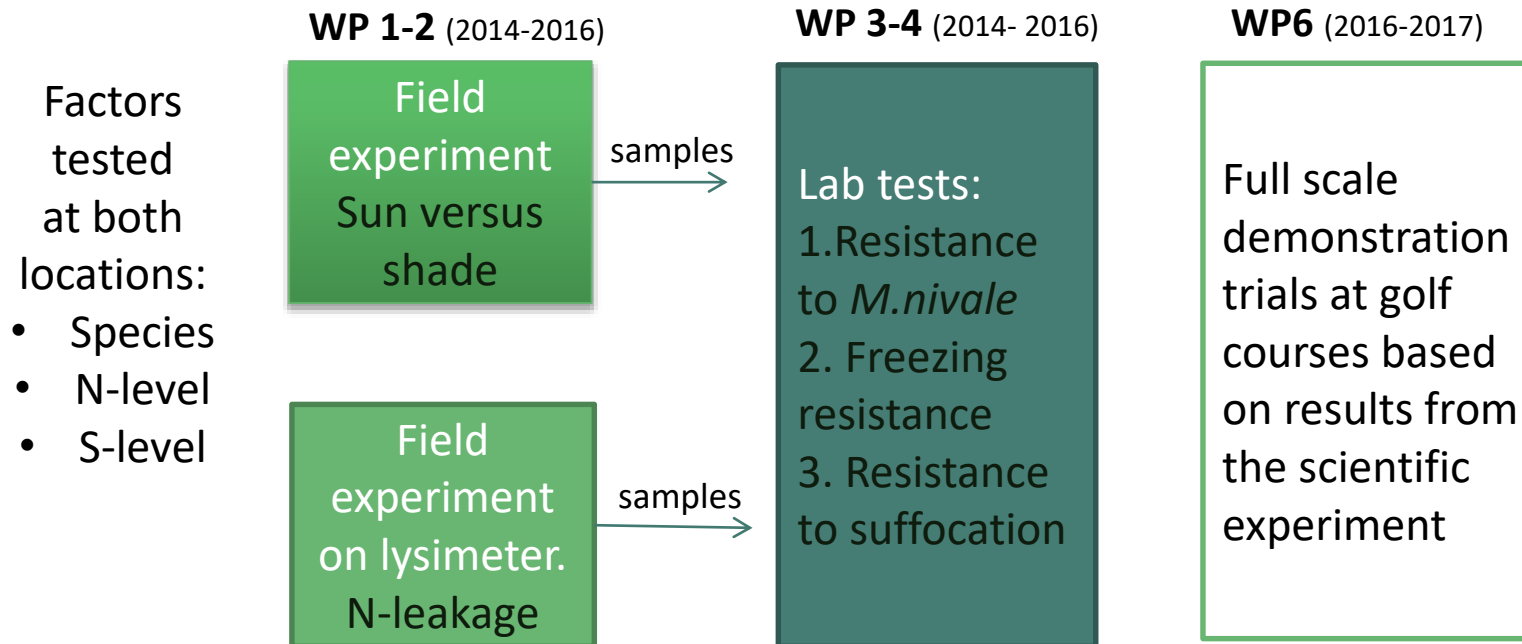 WP 1-2 (2014-2016)
WP 3-4 (2014- 2016)
WP6 (2016-2017)
Factors
tested
at both
locations:
• Species
• N-level
• S-level
Field
experiment
Sun versus
shade
samples
Field
experiment
on lysimeter.
N-leakage
samples
Lab tests:
1.Resistance
to M.nivale
2. Freezing
resistance
3. Resistance
to suffocation
Full scale
demonstration
trials at golf
courses based
on results from
the scientific
experiment